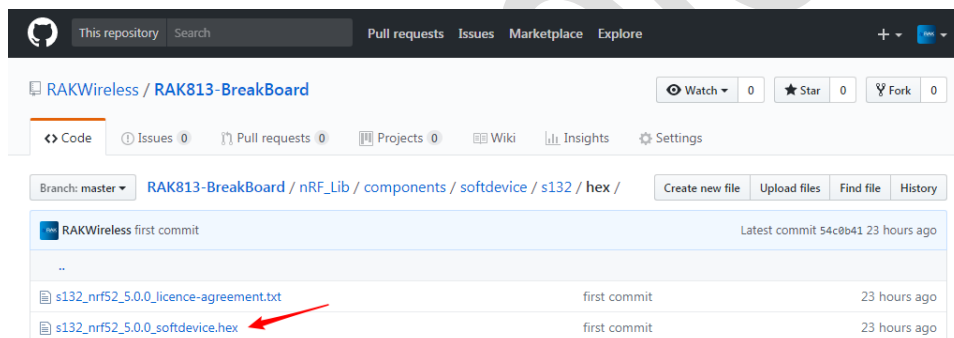 This repository Search Pull requests Issues Marketplace Explore
RAKWireless / RAK813-BreakBoard Watch 0 Star 0 Fork 0
Code Issues 0 Pull requests 0 Projects 0 Wiki Insights Settings
Branch: master RAK813-BreakBoard / nRF_Lib / components / softdevice / s132 / hex / Create new file Upload files Find file History
RAKWireless first commit Latest commit 54c0b41 23 hours ago
..
s132_nrf52_5.0.0_licence-agreement.txt first commit 23 hours ago
s132_nrf52_5.0.0_softdevice.hex first commit 23 hours ago